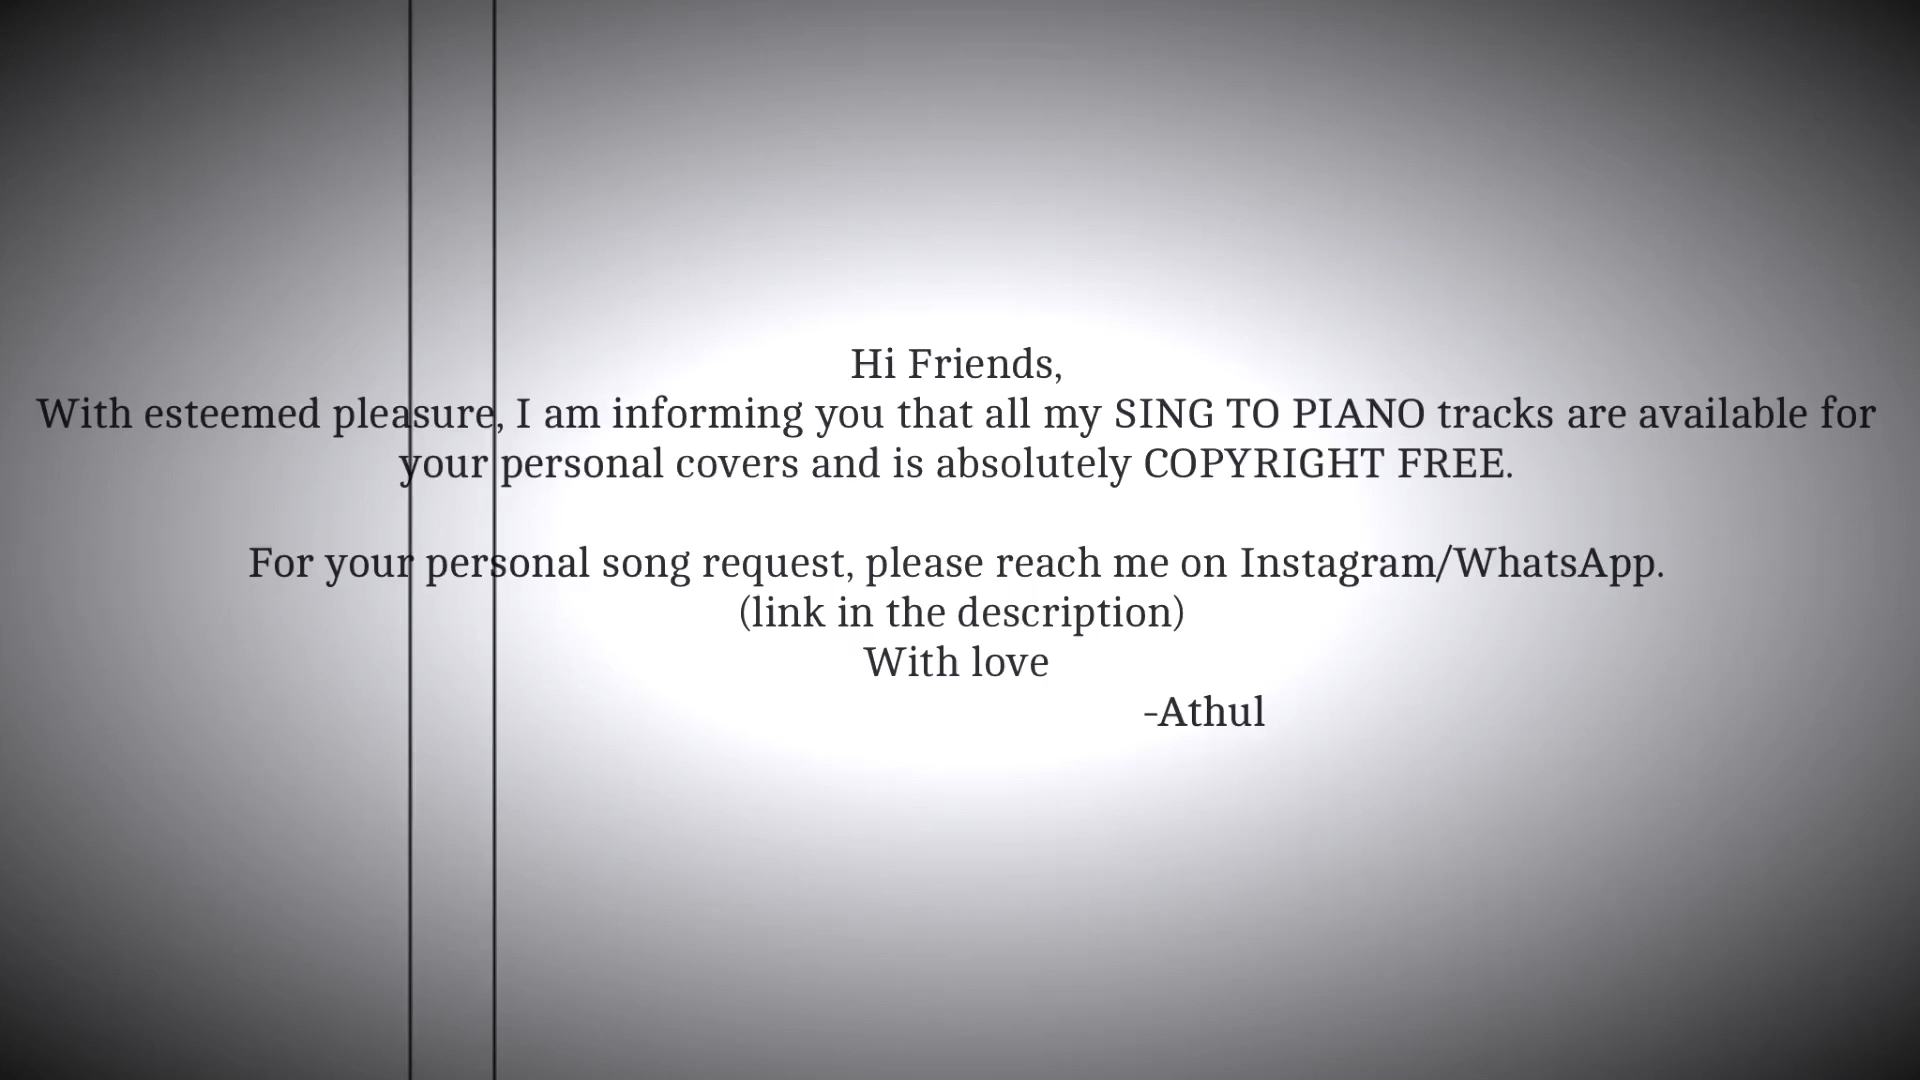 Hi Friends,
With esteemed pleasure, I am informing you that all my SING TO PIANO tracks are available for
your personal covers and is absolutely COPYRIGHT FREE.
For your personal song request, please reach me on Instagram/WhatsApp.
(link in the description)
With love
-Athul